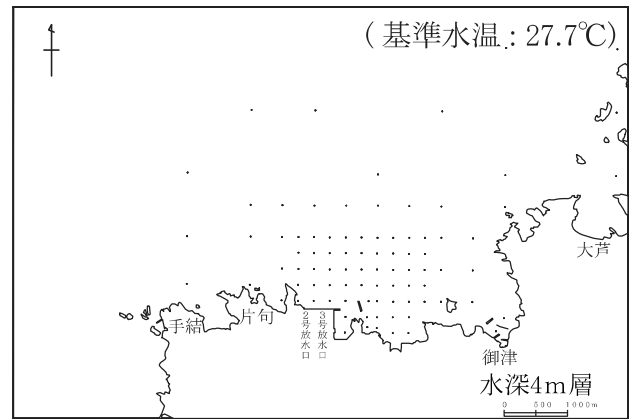 (基準水温:27.7℃)
大芦
片句
手結
2号放水口
3号放水口
御津
水深4m層
0 500 1000m